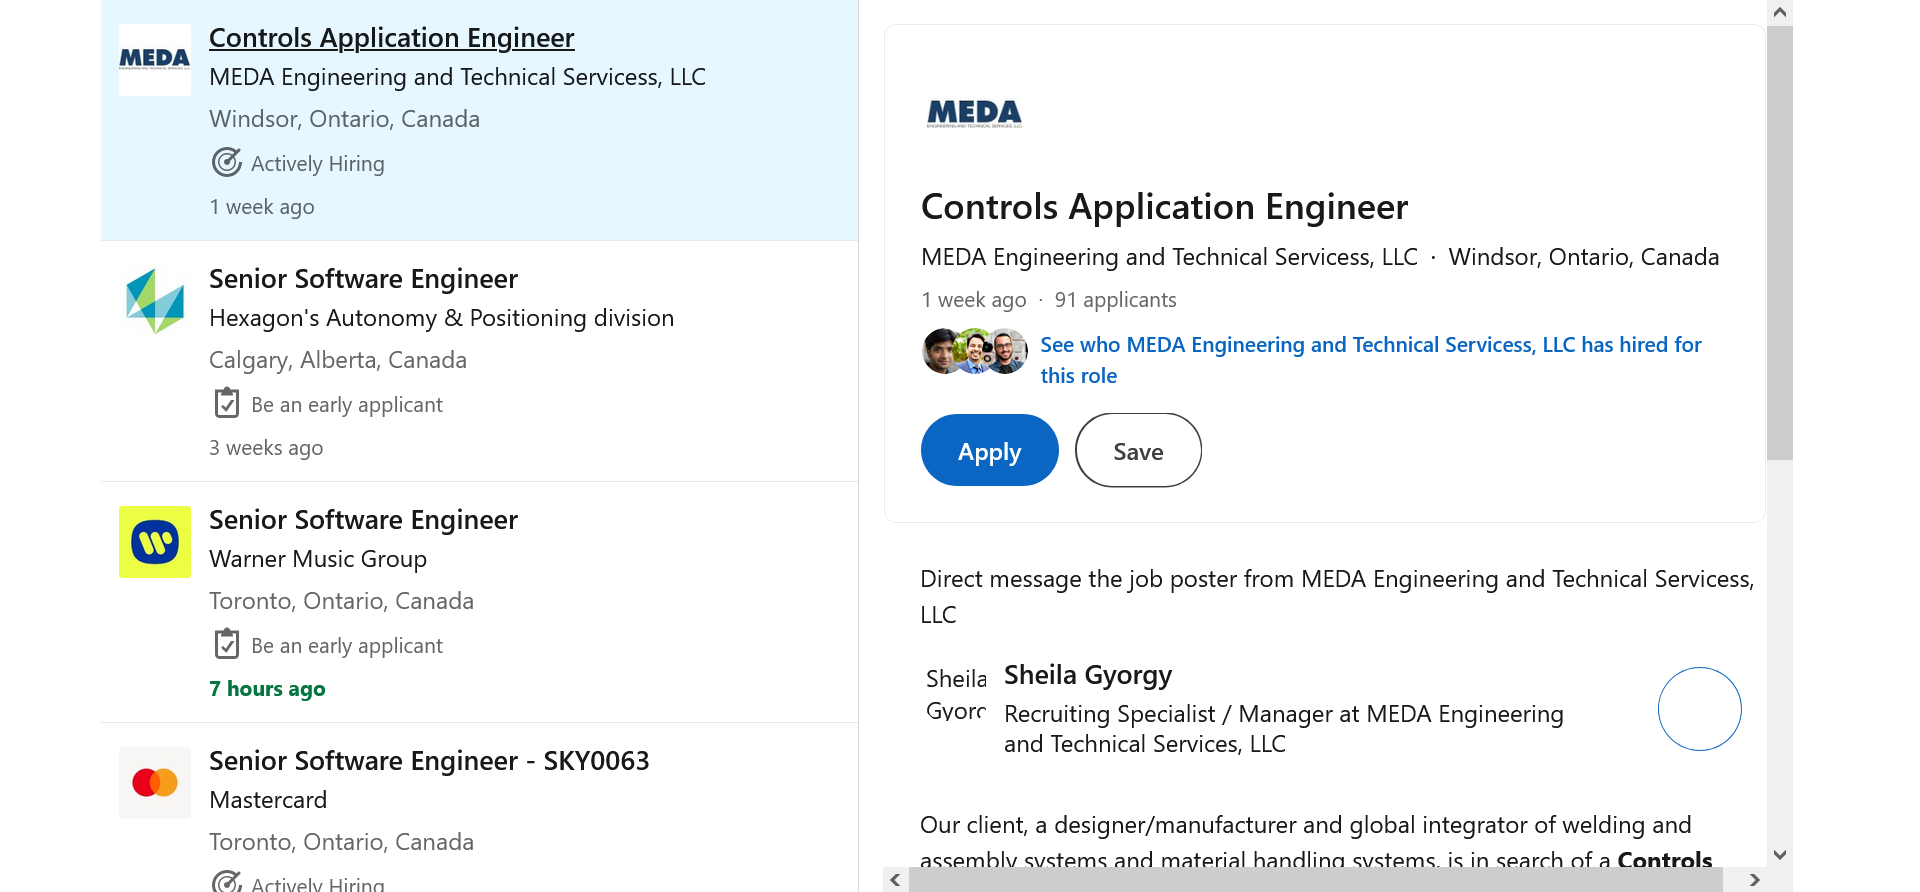 MEDA
Controls Application Engineer
MEDA Engineering and Technical Servicess, LLC
Windsor, Ontario, Canada
Actively Hiring
1 week ago
Senior Software Engineer
Hexagon's Autonomy & Positioning division
Calgary, Alberta, Canada
Be an early applicant
3 weeks ago
Senior Software Engineer
Warner Music Group
Toronto, Ontario, Canada
Be an early applicant
7 hours ago
Senior Software Engineer - SKY0063
Mastercard
Toronto, Ontario, Canada
Actively Hiring
MEDA
ENGINEERING AND TECHNICAL SERVICES, LLC
Controls Application Engineer
MEDA Engineering and Technical Servicess, LLC · Windsor, Ontario, Canada
1 week ago · 91 applicants
See who MEDA Engineering and Technical Servicess, LLC has hired for
this role
Apply Save
Direct message the job poster from MEDA Engineering and Technical Servicess,
LLC
Sheila
Gyorg
Sheila Gyorgy
Recruiting Specialist / Manager at MEDA Engineering
and Technical Services, LLC
Our client, a designer/manufacturer and global integrator of welding and
assembly systems and material handling systems, is in search of a Controls